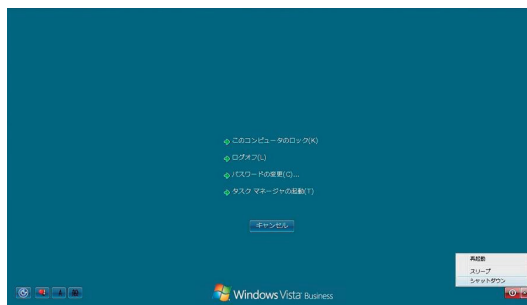 このコンピュータのロック(K)
ログオフ(L)
パスワードの変更(C)...
タスク マネージャの起動(T)
キャンセル
再起動
スリープ
シャットダウン
Windows Vista Business